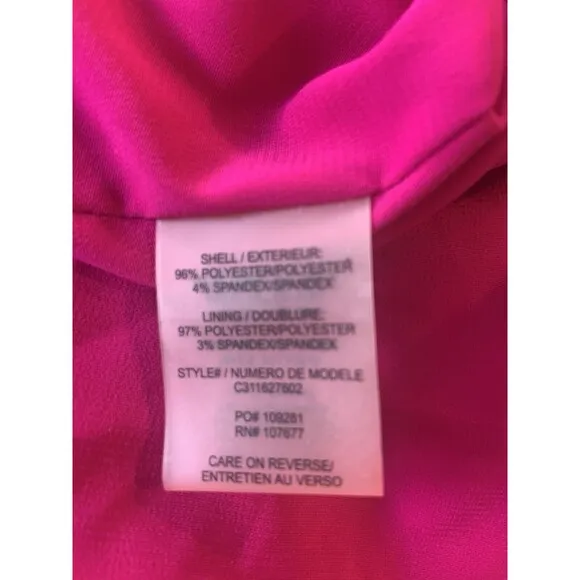 SHELL / EXTERIEUR:
96% POLYESTER/POLYESTER
4% SPANDEX/SPANDEX
LINING / DOUBLURE:
97% POLYESTER/POLYESTER
3% SPANDEX/SPANDEX
STYLE# / NUMERO DE MODELE
C311627602
PO# 109281
RN# 107677
CARE ON REVERSE/
ENTRETIEN AU VERSO